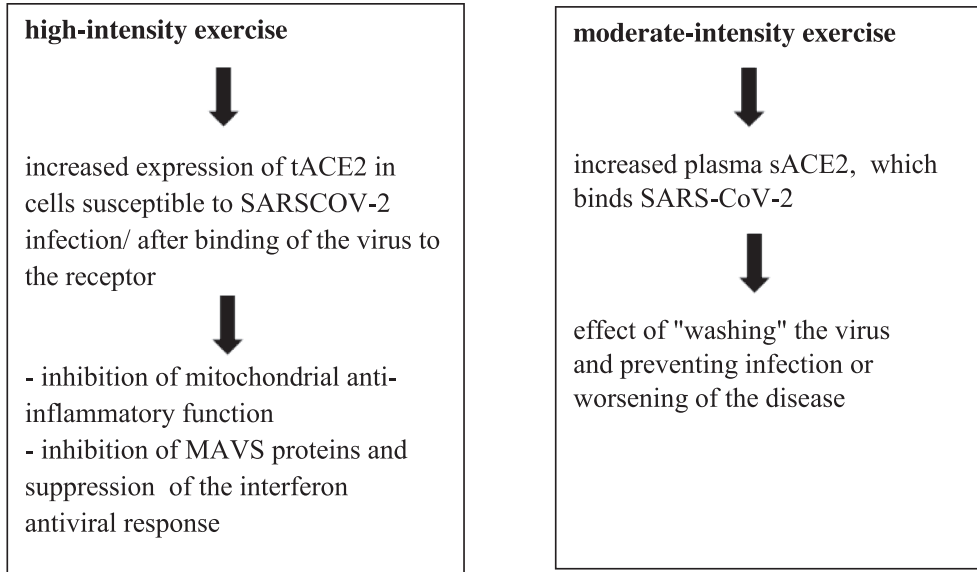 high-intensity exercise
increased expression of tACE2 in
cells susceptible to SARSCOV-2
infection/ after binding of the virus to
the receptor
- inhibition of mitochondrial anti-
inflammatory function
- inhibition of MAVS proteins and
suppression of the interferon
antiviral response
moderate-intensity exercise
increased plasma sACE2, which
binds SARS-CoV-2
effect of "washing" the virus
and preventing infection or
worsening of the disease